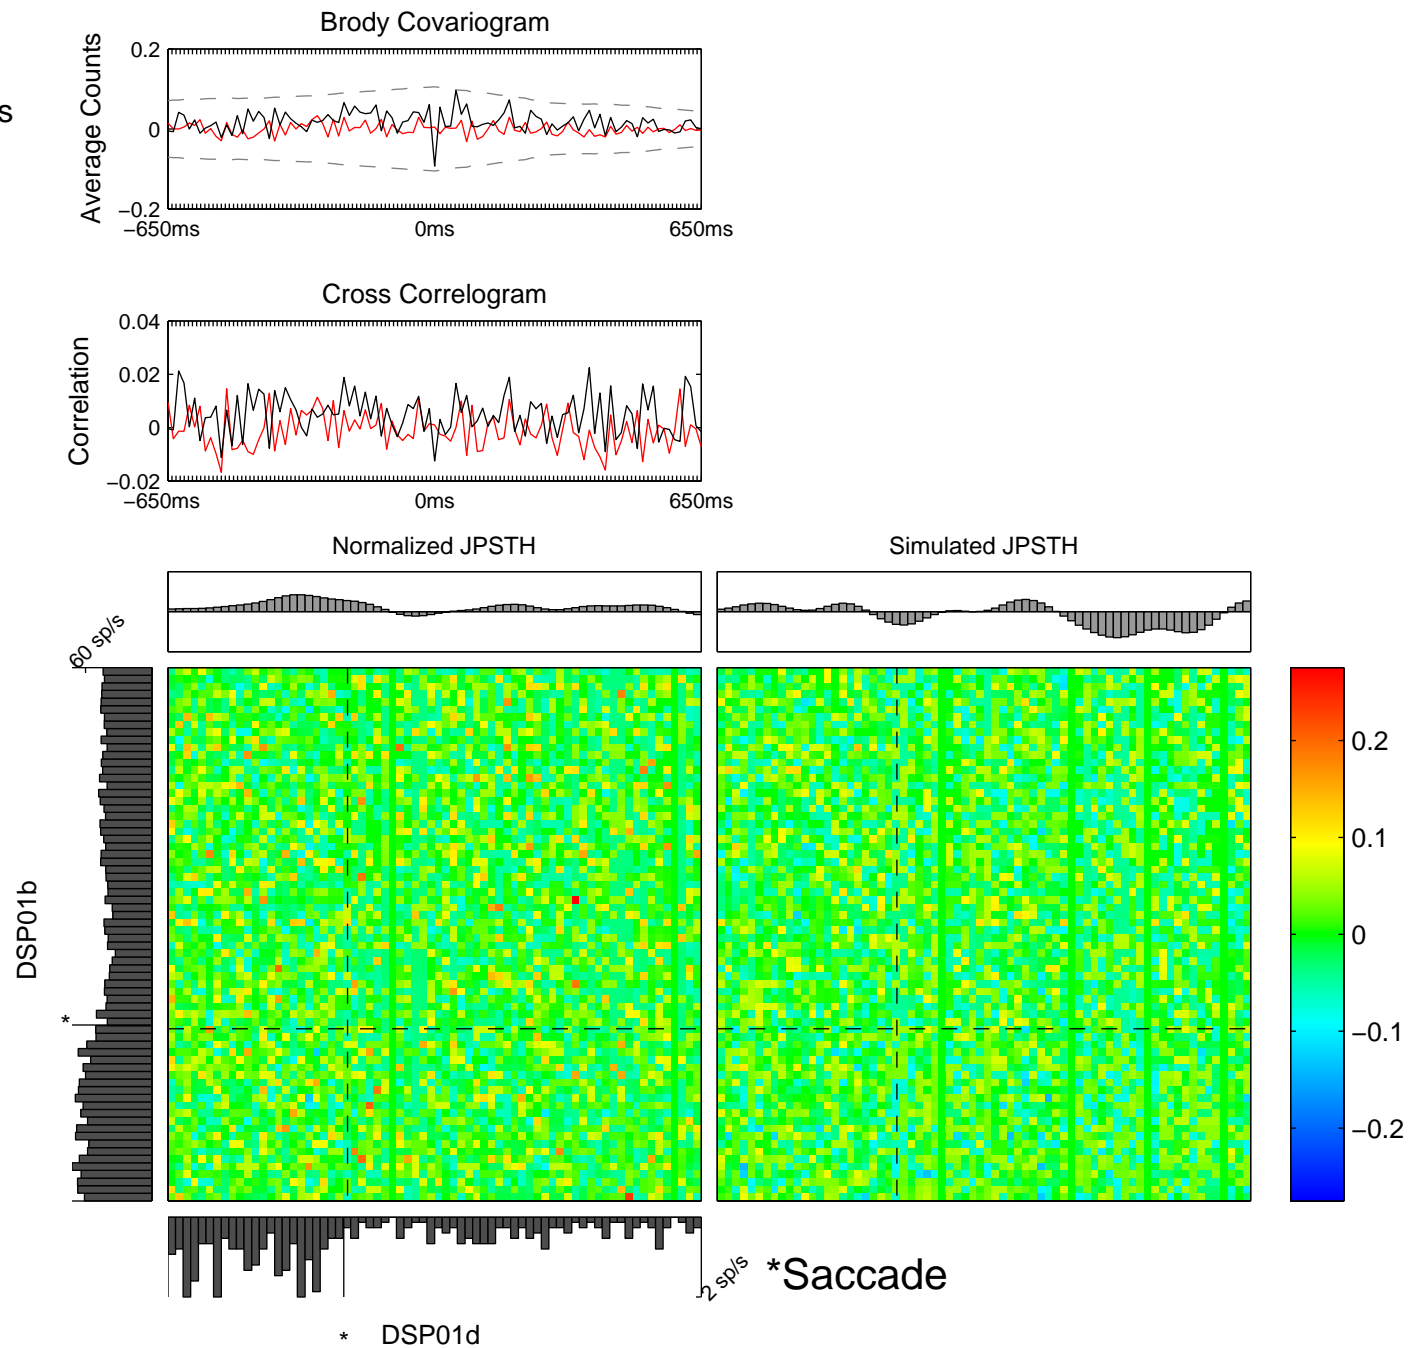 Brody Covariogram
s
Average Counts
0.2
0
−0.2
−650ms
0ms
650ms
Cross Correlogram
Correlation
0.04
0.02
0
−0.02
−650ms
0ms
650ms
Normalized JPSTH
Simulated JPSTH
60 sp/s
DSP01b
*
0.2
0.1
0
−0.1
−0.2
2 sp/s
*Saccade
*
DSP01d